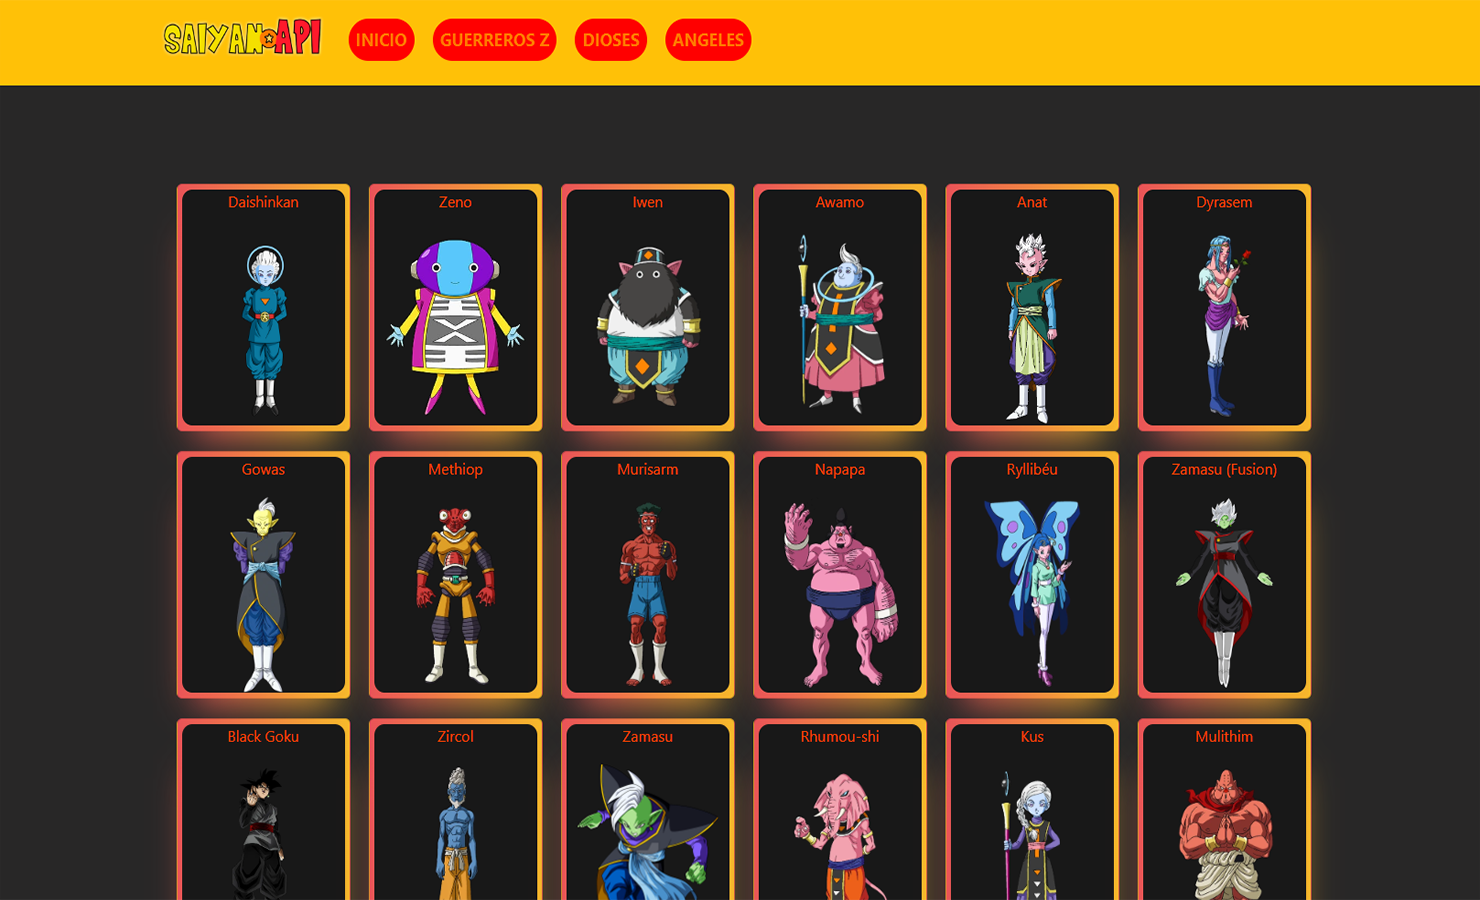 SAIYAN API
INICIO
GUERREROS Z
DIOSES
ANGELES
Daishinkan
Zeno
Iwen
Awamo
Anat
Dyrasem
Gowas
Methiop
Murisarm
Napapa
Ryllibéu
Zamasu (Fusion)
Black Goku
Zircol
Zamasu
Rhumou-shi
Kus
Mulithim